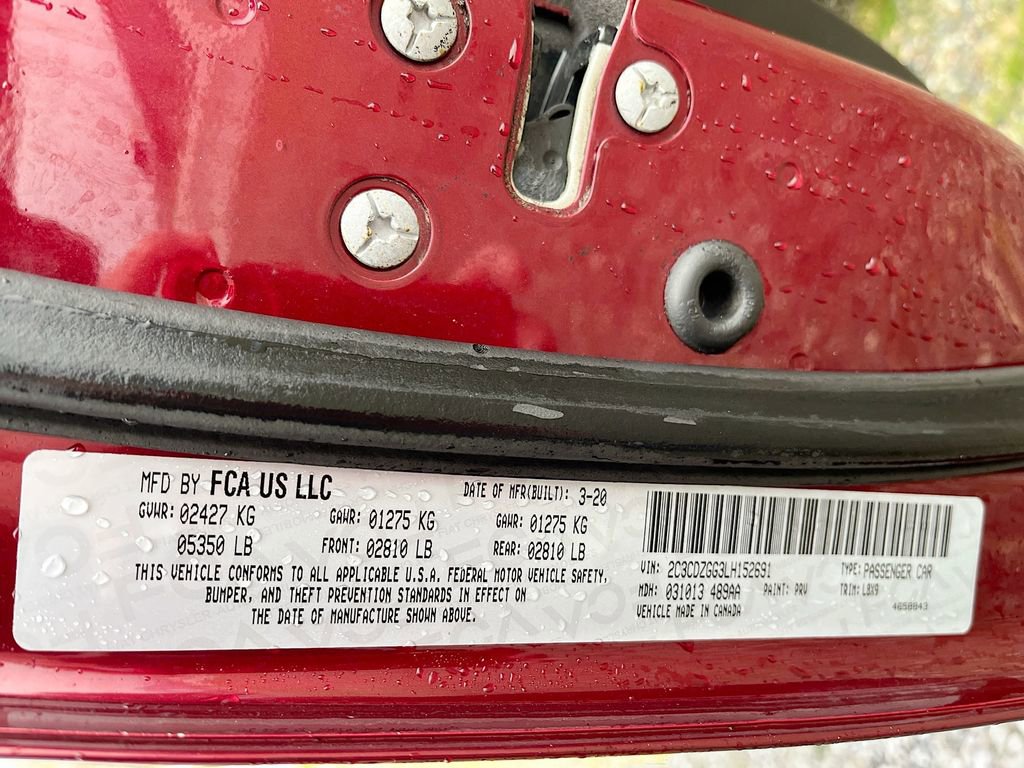 MFD BY FCA US LLC
DATE OF MFR(BUILT): 3-20
GVWR: 02427 KG
GAWR: 01275 KG
GAWR: 01275 KG
05350 LB
FRONT: 02810 LB
REAR: 02810 LB
THIS VEHICLE CONFORMS TO ALL APPLICABLE U.S.A. FEDERAL MOTOR VEHICLE SAFETY,
BUMPER, AND THEFT PREVENTION STANDARDS IN EFFECT ON
THE DATE OF MANUFACTURE SHOWN ABOVE.
VIN: 2C3CDZGG3LH152691
TYPE: PASSENGER CAR
MDH: 031013 489AA
PAINT: PRV
TRIM: LBX9
VEHICLE MADE IN CANADA
4658843